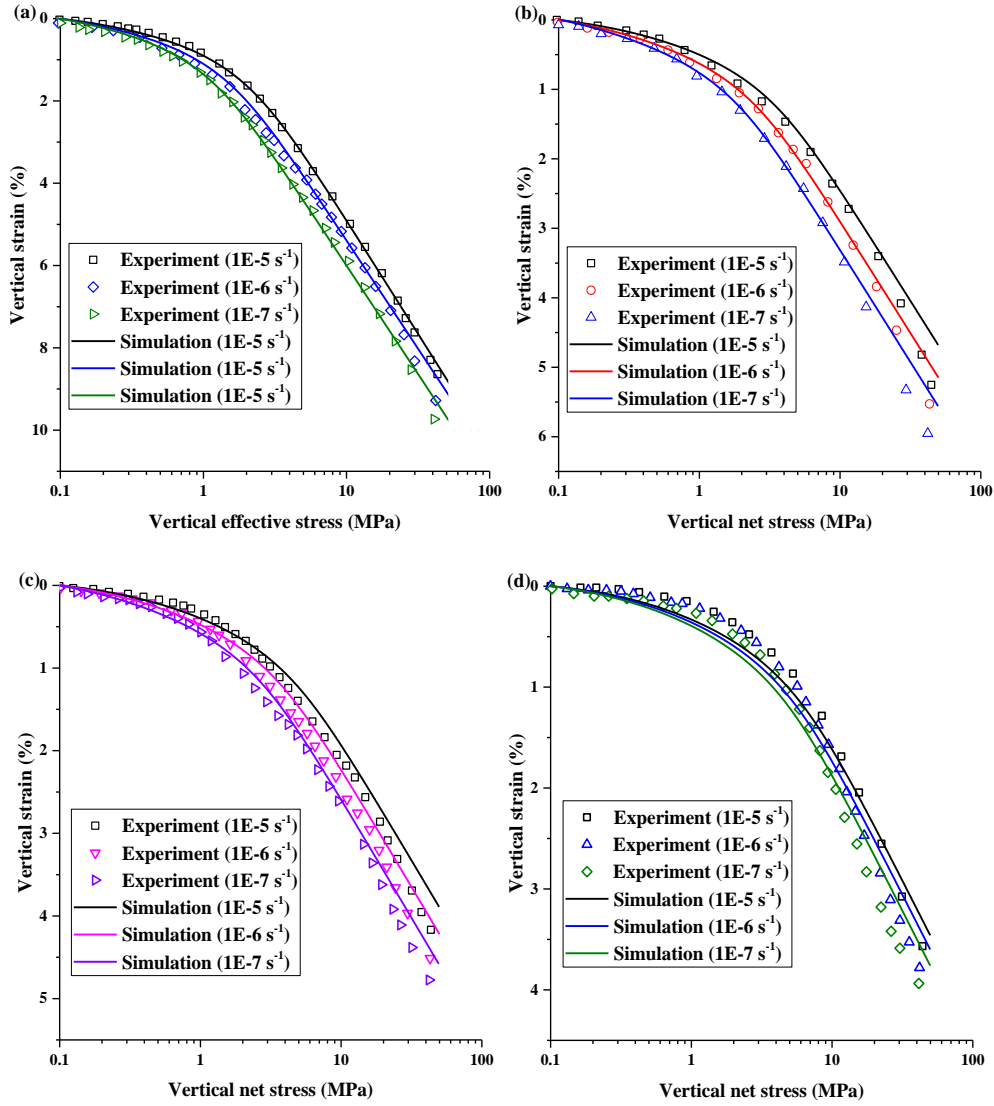 (a)
0
2
4
6
8
10
Vertical strain (%)
Experiment (1E-5 s⁻¹)
Experiment (1E-6 s⁻¹)
Experiment (1E-7 s⁻¹)
Simulation (1E-5 s⁻¹)
Simulation (1E-5 s⁻¹)
Simulation (1E-5 s⁻¹)
0.1 1 10 100
Vertical effective stress (MPa)
(b)
0
1
2
3
4
5
6
Vertical strain (%)
Experiment (1E-5 s⁻¹)
Experiment (1E-6 s⁻¹)
Experiment (1E-7 s⁻¹)
Simulation (1E-5 s⁻¹)
Simulation (1E-6 s⁻¹)
Simulation (1E-7 s⁻¹)
0.1 1 10 100
Vertical net stress (MPa)
(c)
0
1
2
3
4
5
Vertical strain (%)
Experiment (1E-5 s⁻¹)
Experiment (1E-6 s⁻¹)
Experiment (1E-7 s⁻¹)
Simulation (1E-5 s⁻¹)
Simulation (1E-6 s⁻¹)
Simulation (1E-7 s⁻¹)
0.1 1 10 100
Vertical net stress (MPa)
(d)
0
1
2
3
4
Vertical strain (%)
Experiment (1E-5 s⁻¹)
Experiment (1E-6 s⁻¹)
Experiment (1E-7 s⁻¹)
Simulation (1E-5 s⁻¹)
Simulation (1E-6 s⁻¹)
Simulation (1E-7 s⁻¹)
0.1 1 10 100
Vertical net stress (MPa)